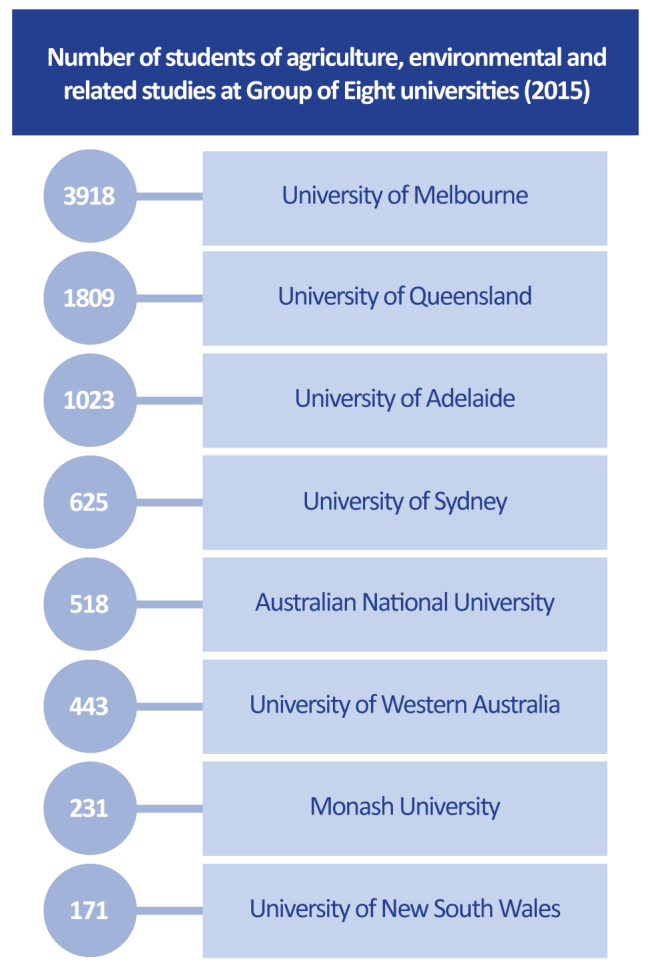 Number of students of agriculture, environmental and
related studies at Group of Eight universities (2015)
3918 University of Melbourne
1809 University of Queensland
1023 University of Adelaide
625 University of Sydney
518 Australian National University
443 University of Western Australia
231 Monash University
171 University of New South Wales